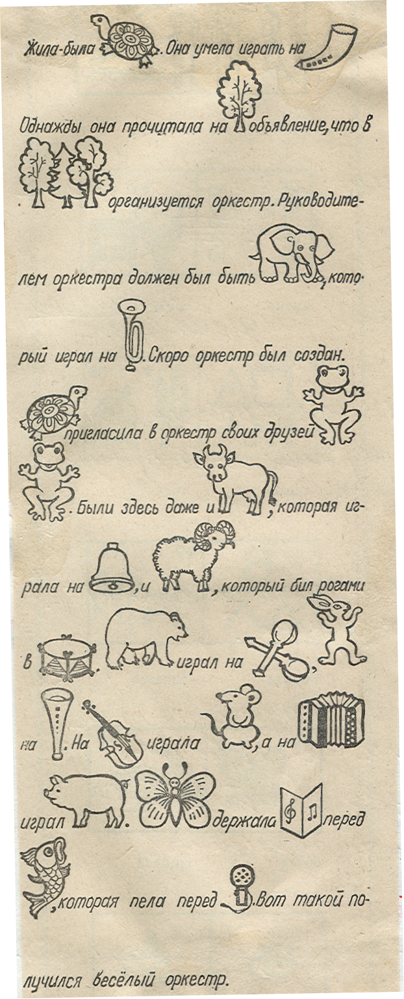 Жила-была . Она умела играть на
Однажды она прочитала на объявление, что в
организуется оркестр. Руководите-
лем оркестра должен был быть , кото-
рый играл на . Скоро оркестр был создан.
пригласила в оркестр своих друзей
. Были здесь даже и , которая иг-
рала на , и , который бил рогами
в . играл на ,
на . На играла , а на
играл . держала перед
, которая пела перед . Вот такой по-
лучился весёлый оркестр.